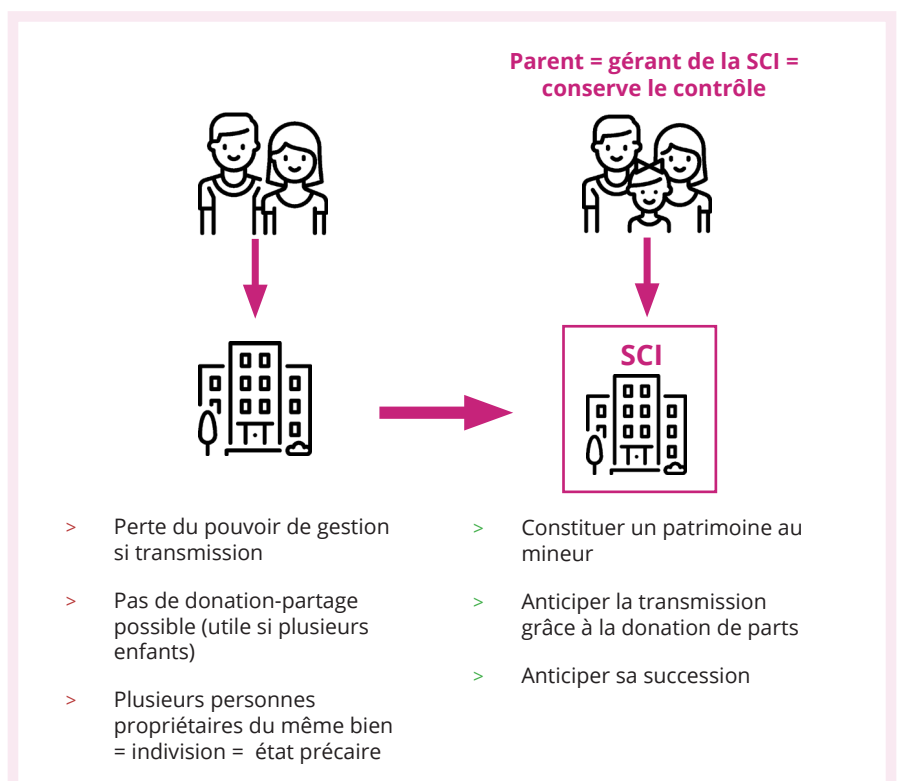 Parent = gérant de la SCI =
conserve le contrôle
SCI
> Perte du pouvoir de gestion
si transmission
> Pas de donation-partage
possible (utile si plusieurs
enfants)
> Plusieurs personnes
propriétaires du même bien
= indivision = état précaire
> Constituer un patrimoine au
mineur
> Anticiper la transmission
grâce à la donation de parts
> Anticiper sa succession